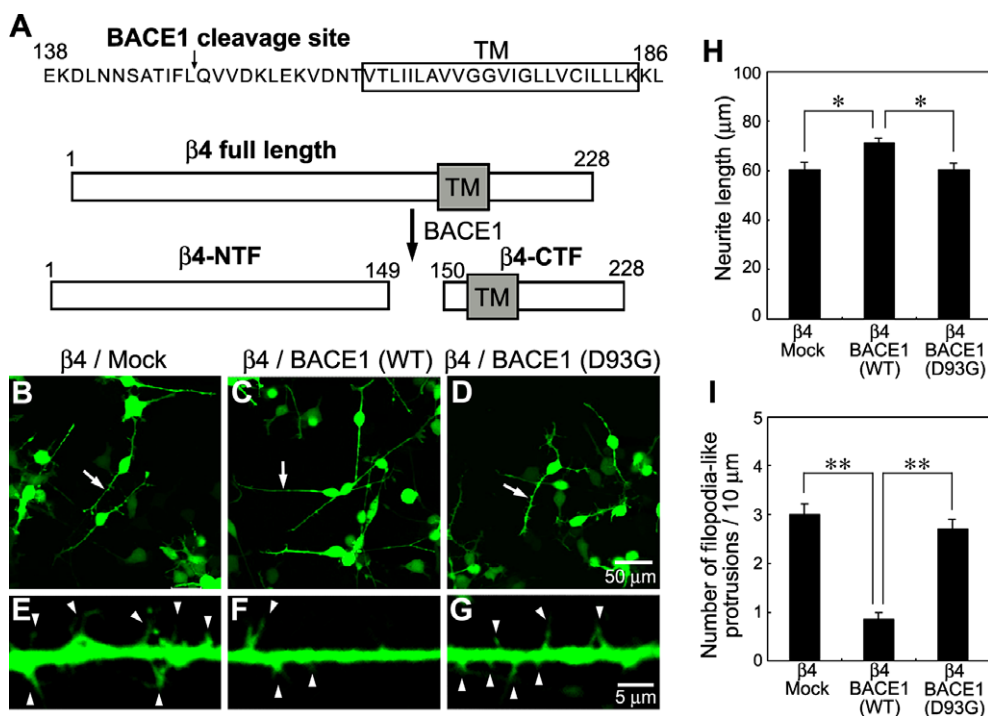 A
BACE1 cleavage site
138
TM
186
EKDLNNSATIFLQVVDKLEKVDNTVTLIILAVVGGVIGLLVCILLLKKL
β4 full length
1
228
TM
BACE1
β4-NTF
1
149
β4-CTF
150
228
TM
β4 / Mock
β4 / BACE1 (WT)
β4 / BACE1 (D93G)
B
C
D
50 μm
E
F
G
5 μm
H
Neurite length (μm)
100
80
60
40
20
0
*
*
β4
Mock
β4
BACE1
(WT)
β4
BACE1
(D93G)
I
Number of filopodia-like
protrusions / 10 μm
5
4
3
2
1
0
**
**
β4
Mock
β4
BACE1
(WT)
β4
BACE1
(D93G)